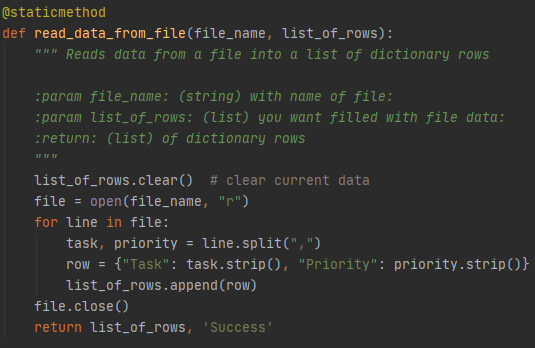 @staticmethod
def read_data_from_file(file_name, list_of_rows):
    """ Reads data from a file into a list of dictionary rows

    :param file_name: (string) with name of file:
    :param list_of_rows: (list) you want filled with file data:
    :return: (list) of dictionary rows
    """
    list_of_rows.clear()  # clear current data
    file = open(file_name, "r")
    for line in file:
        task, priority = line.split(",")
        row = {"Task": task.strip(), "Priority": priority.strip()}
        list_of_rows.append(row)
    file.close()
    return list_of_rows, 'Success'